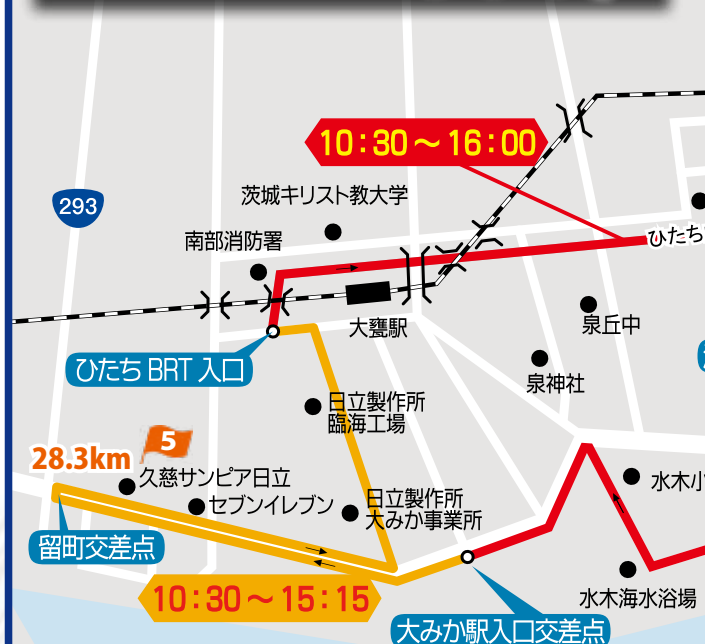 10:30～16:00
茨城キリスト教大学
293
南部消防署
ひたち
大甕駅
泉丘中
ひたち BRT 入口
泉神社
日立製作所
臨海工場
5
28.3km
久慈サンピア日立
セブンイレブン
日立製作所
大みか事業所
水木小
留町交差点
10:30～15:15
水木海水浴場
大みか駅入口交差点